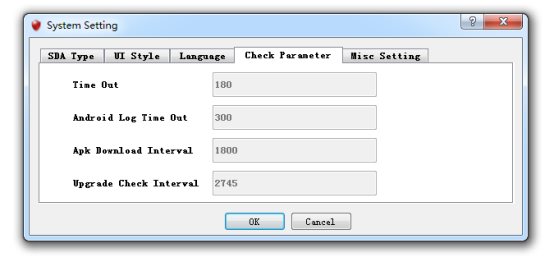 System Setting
SDA Type UI Style Language Check Parameter Misc Setting
Time Out 180
Android Log Time Out 300
Apk Download Interval 1800
Upgrade Check Interval 2745
OK Cancel